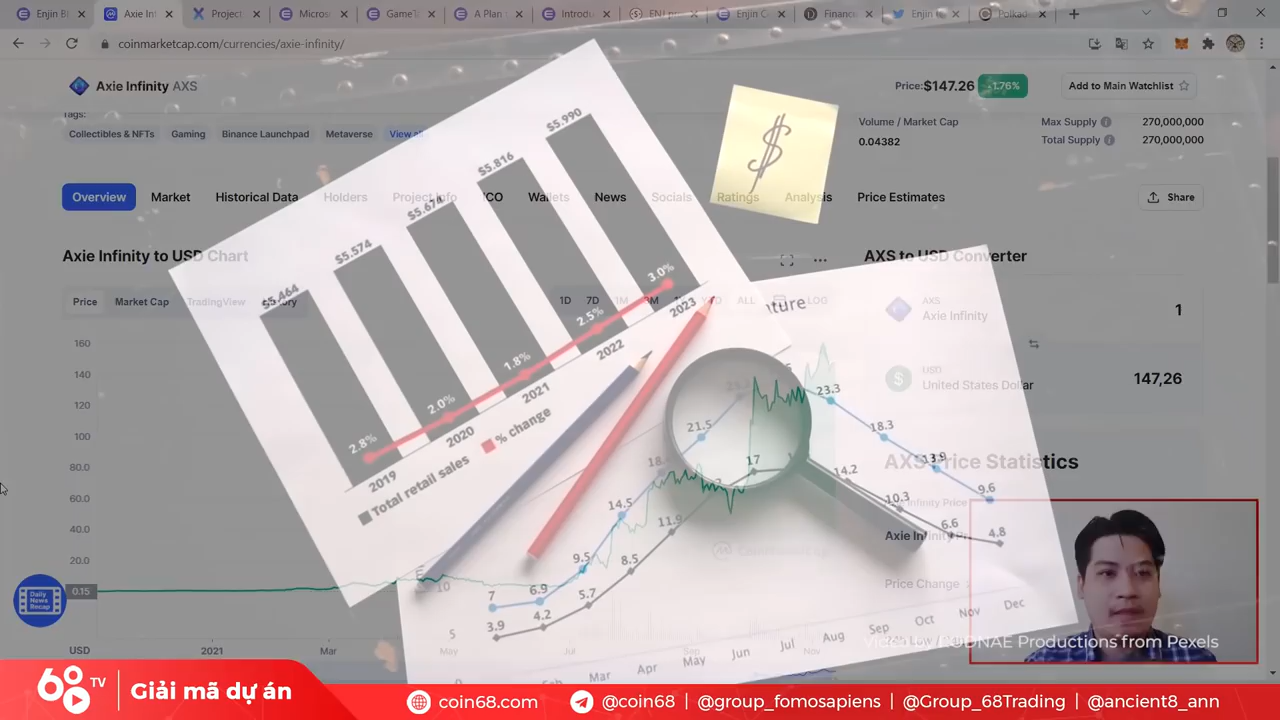 Enjin Bl
Axie Inf
Project
Micros
GameT
A Plan
Introdu
ENJ p
Enjin C
Financ
Enjin
Polkad
coinmarketcap.com/currencies/axie-infinity/
Axie Infinity AXS
Price:$147.26
-1.76%
Add to Main Watchlist
Tags:
Collectibles & NFTs
Gaming
Binance Launchpad
Metaverse
View all
Volume / Market Cap
0.04382
Max Supply
270,000,000
Total Supply
270,000,000
Overview
Market
Historical Data
Holders
Project Info
ICO
Wallets
News
Socials
Ratings
Analysis
Price Estimates
Share
$
$5.464
$5.574
$5.674
$5.816
$5.990
2.8%
2.0%
1.8%
2.5%
3.0%
2019
2020
2021
2022
2023
Total retail sales
% change
Axie Infinity to USD Chart
Price
Market Cap
TradingView
1D
7D
1M
ALL
LOG
AXS to USD Converter
AXS
Axie Infinity
1
USD
United States Dollar
147,26
160
140
120
100
80.0
60.0
40.0
20.0
0.15
USD
2021
Mar
May
Jul
Sep
Nov
ature
7
6.9
9.5
14.5
18
21.5
23.3
18.3
13.9
9.6
3.9
4.2
5.7
8.5
11.9
17
14.2
10.3
6.6
4.8
10
5
0
Mar
Apr
May
Jun
Jul
Aug
Sep
Oct
Nov
Dec
AXS Price Statistics
Axie Infinity Price
Axie Infinity Pr
Price Change
Video by RODNAE Productions from Pexels
Daily
News
Recap
68 TV
Giải mã dự án
coin68.com
@coin68 | @group_fomosapiens | @Group_68Trading | @ancient8_ann